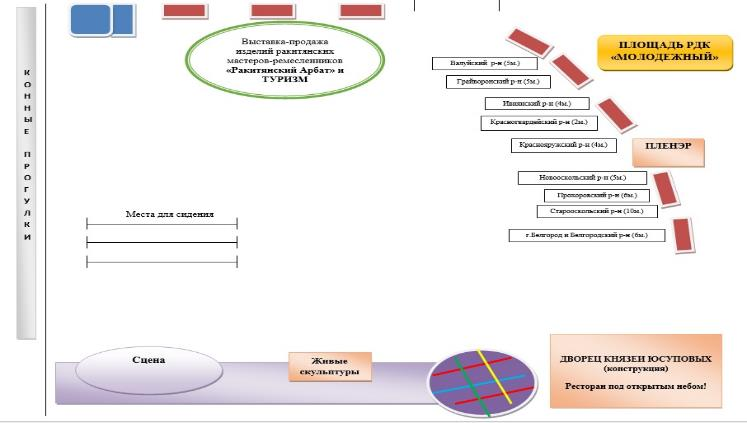 КОННЫЕ ПРОГУЛКИ
Выставка-продажа
изделий ракитянских
мастеров-ремесленников
«Ракитянский Арбат» и
ТУРИЗМ
ПЛОЩАДЬ РДК
«МОЛОДЕЖНЫЙ»
Валуйский р-н (5м.)
Грайворонский р-н (5м.)
Ивнянский р-н (4м.)
Красногвардейский р-н (2м.)
Краснояружский р-н (4м.)
ПЛЕНЭР
Новооскольский р-н (5м.)
Прохоровский р-н (6м.)
Старооскольский р-н (10м.)
г.Белгород и Белгородский р-н (6м.)
Места для сидения
Сцена
Живые
скульптуры
ДВОРЕЦ КНЯЗЕЙ ЮСУПОВЫХ
(конструкция)
Ресторан под открытым небом!